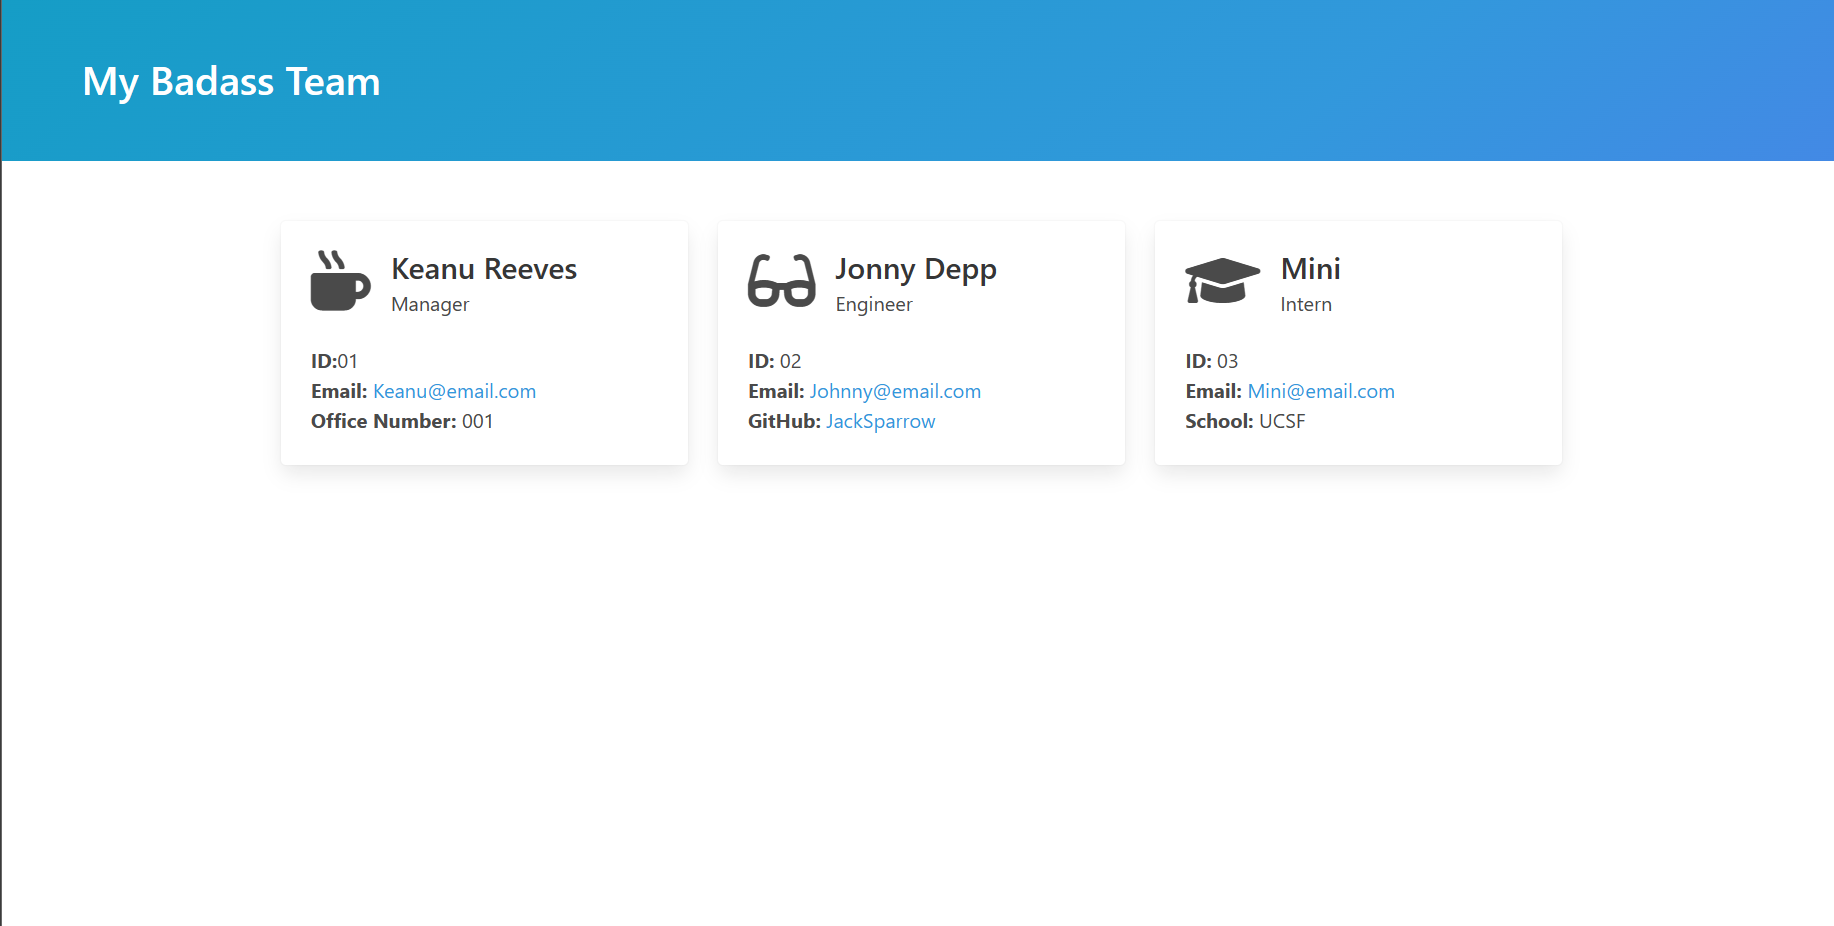 My Badass Team
Keanu Reeves
Manager
ID:01
Email: Keanu@email.com
Office Number: 001
Jonny Depp
Engineer
ID: 02
Email: Johnny@email.com
GitHub: JackSparrow
Mini
Intern
ID: 03
Email: Mini@email.com
School: UCSF